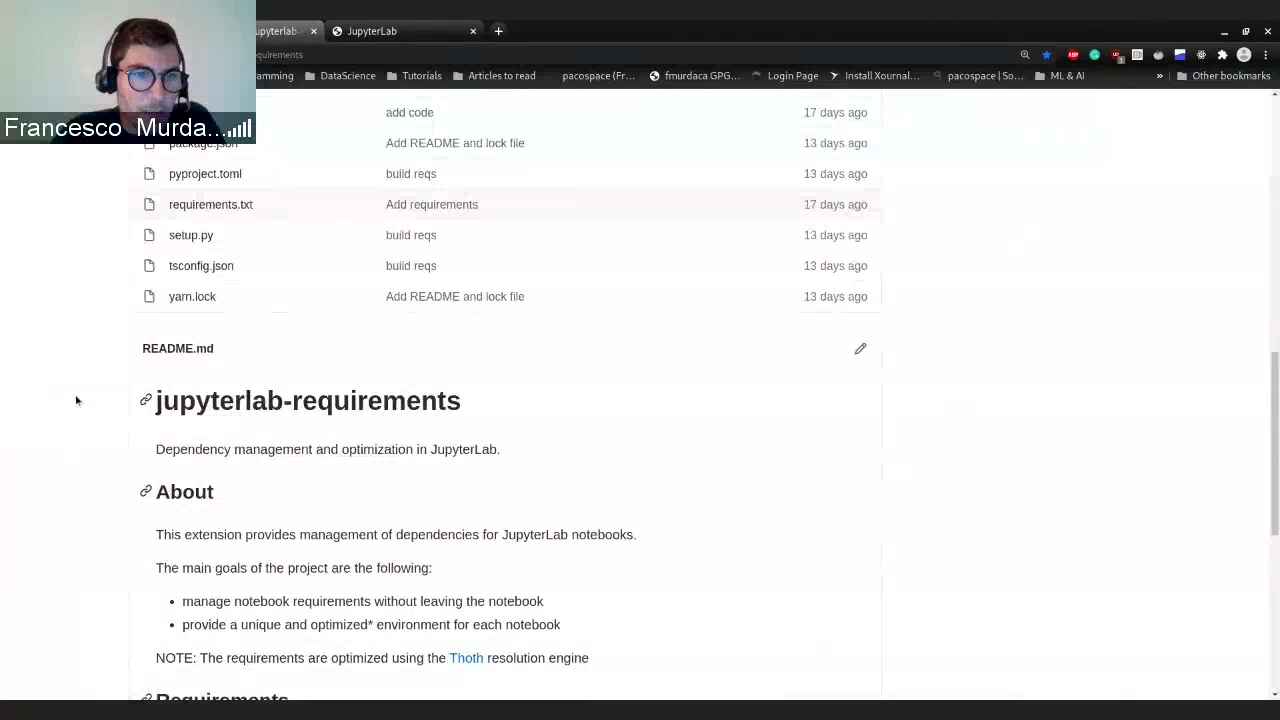 upyterlab-
JupyterLab
equirements
amming
DataScience
Tutorials
Articles to read
pacospace (Fr...
fmurdaca GPG...
Login Page
Install Xournal...
pacospace | So...
ML & AI
»
Other bookmarks
Francesco Murda...
add code 17 days ago
package.json Add README and lock file 13 days ago
pyproject.toml build reqs 13 days ago
requirements.txt Add requirements 17 days ago
setup.py build reqs 13 days ago
tsconfig.json build reqs 13 days ago
yarn.lock Add README and lock file 13 days ago
README.md
jupyterlab-requirements
Dependency management and optimization in JupyterLab.
About
This extension provides management of dependencies for JupyterLab notebooks.
The main goals of the project are the following:
• manage notebook requirements without leaving the notebook
• provide a unique and optimized* environment for each notebook
NOTE: The requirements are optimized using the Thoth resolution engine
Requirements